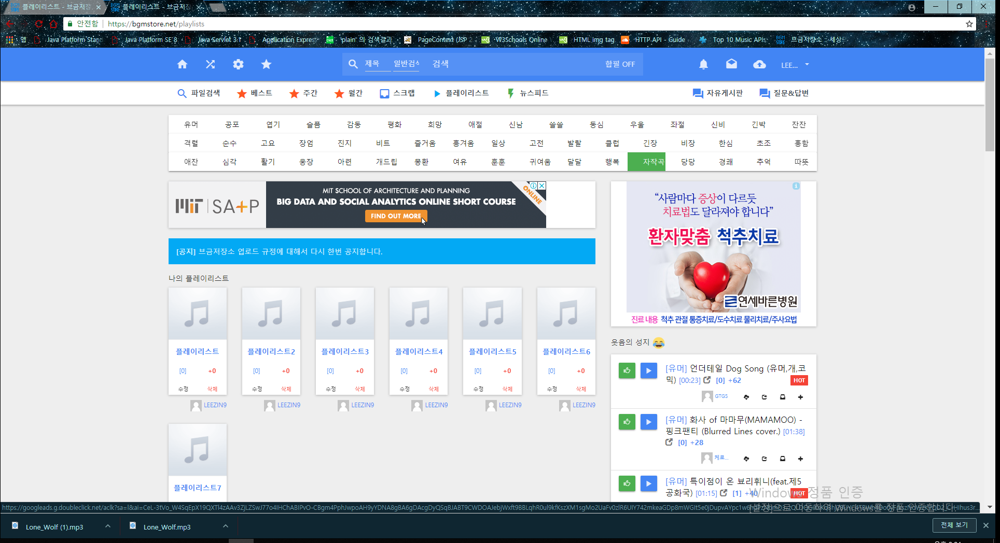 플레이리스트 - 브금저장
플레이리스트 - 브금저장
안전함 https://bgmstore.net/playlists
앱 Java Platform Stand Java Platform SE 8 Java Servlet 3.1 Application Expres 'plain' 의 검색결과 PageContext (JSP 2 W3Schools Online HTML img tag HTTP API - Guide Top 10 Music APIs 브금저장소 :: 세상의
제목 일반검색 검색 합필 OFF LEE...
파일검색 베스트 주간 월간 스크랩 플레이리스트 뉴스피드 자유게시판 질문&답변
유머 공포 엽기 슬픔 감동 평화 희망 애절 신남 쓸쓸 동심 우울 좌절 신비 긴박 잔잔
격렬 순수 고요 장엄 진지 비트 즐거움 흥겨움 일상 고전 발랄 클럽 긴장 비장 한심 초조 흥함
애잔 심각 활기 웅장 아련 개드립 몽환 여유 훈훈 귀여움 달달 행복 자작곡 당당 경쾌 추억 따뜻
MIT SA+P
MIT SCHOOL OF ARCHITECTURE AND PLANNING
BIG DATA AND SOCIAL ANALYTICS ONLINE SHORT COURSE
FIND OUT MORE
ONLINE
“사람마다 증상이 다르듯
치료법도 달라져야 합니다”
환자맞춤 척추치료
연세바른병원
진료 내용 척추 관절 통증치료/도수치료 물리치료/주사요법
[공지] 브금저장소 업로드 규정에 대해서 다시 한번 공지합니다.
나의 플레이리스트
플레이리스트 플레이리스트2 플레이리스트3 플레이리스트4 플레이리스트5 플레이리스트6
[0] +0 [0] +0 [0] +0 [0] +0 [0] +0 [0] +0
수정 삭제 수정 삭제 수정 삭제 수정 삭제 수정 삭제 수정 삭제
LEEZIN9 LEEZIN9 LEEZIN9 LEEZIN9 LEEZIN9 LEEZIN9
플레이리스트7
웃음의 성지
[유머] 언더테일 Dog Song (유머,개,코
믹) [00:23] [0] +62 HOT
GTGS
[유머] 화사 of 마마무(MAMAMOO) -
핑크팬티 (Blurred Lines cover.) [01:38]
[0] +28
케로...
[유머] 특이점이 온 뵤리휘니(feat.제5
공화국) [01:15] [1] +40 HOT
Windows 정품 인증
[설정]으로 이동하여 Windows를 정품 인증합니다.
Lone_Wolf (1).mp3 Lone_Wolf.mp3 전체 보기